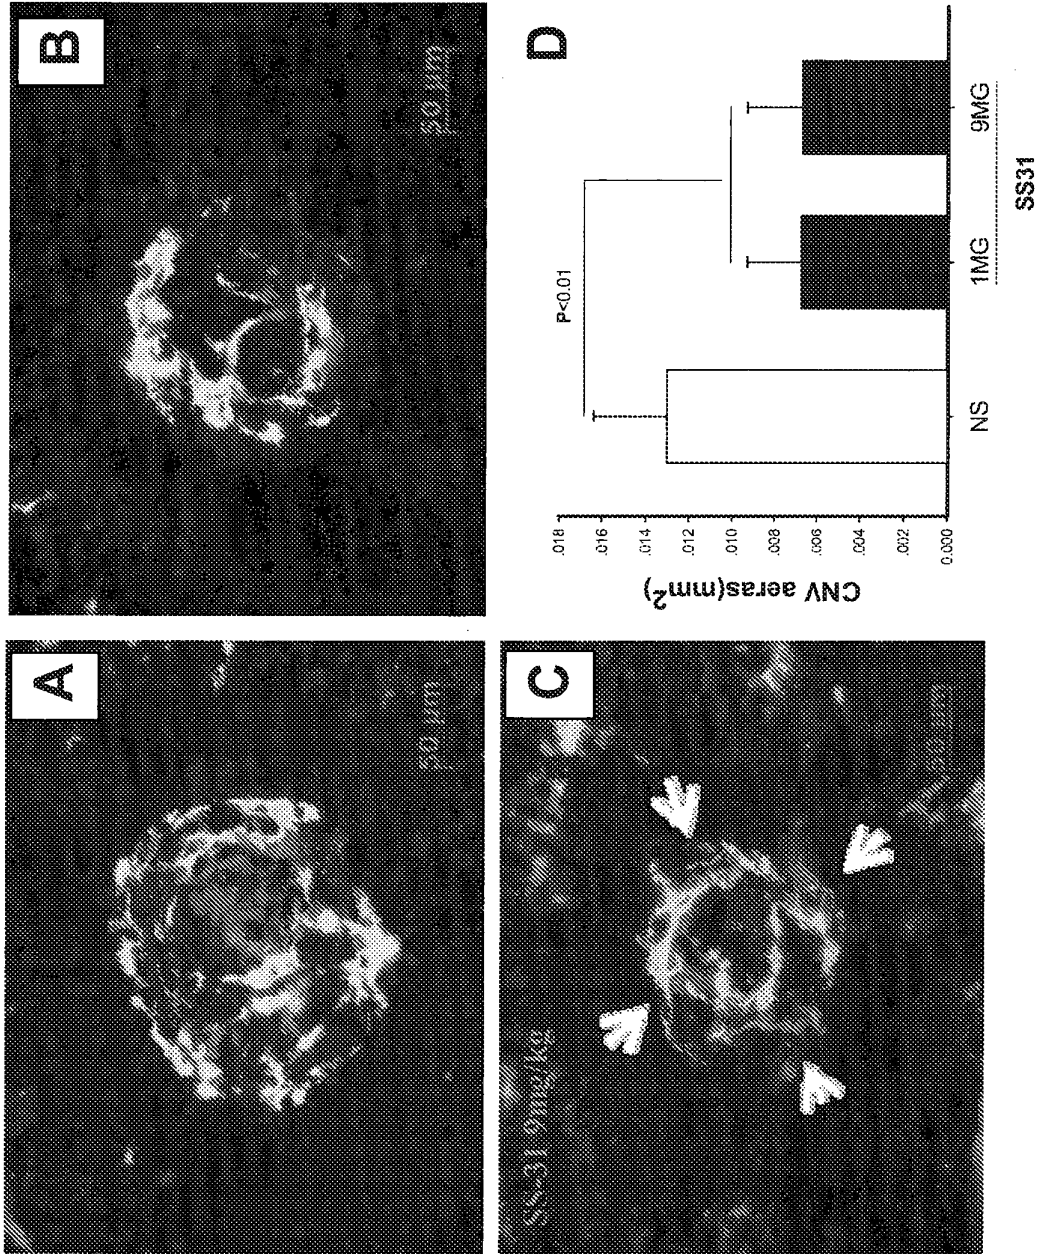 A
50 µm
B
50 µm
C
SS-31 9mg/kg
D
CNV aeras(mm²)
.018
.016
.014
.012
.010
.008
.006
.004
.002
0.000
P<0.01
NS
1MG
9MG
SS31